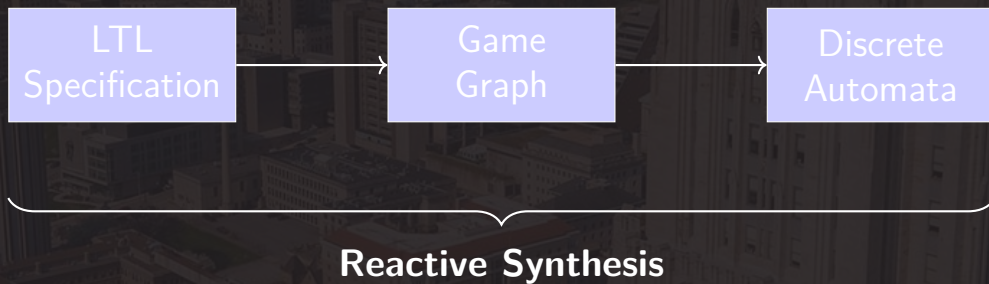 LTL
Specification
Game
Graph
Discrete
Automata
Reactive Synthesis